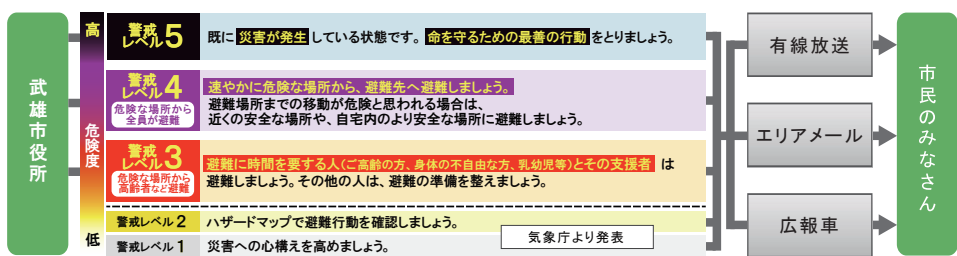 武雄市役所
高
危険度
低
警戒
レベル5
既に災害が発生している状態です。命を守るための最善の行動をとりましょう。
警戒
レベル4
危険な場所から
全員が避難
速やかに危険な場所から、避難先へ避難しましょう。
避難場所までの移動が危険と思われる場合は、
近くの安全な場所や、自宅内のより安全な場所に避難しましょう。
警戒
レベル3
危険な場所から
高齢者など避難
避難に時間を要する人(ご高齢の方、身体の不自由な方、乳幼児等)とその支援者 は
避難しましょう。その他の人は、避難の準備を整えましょう。
警戒レベル2
ハザードマップで避難行動を確認しましょう。
警戒レベル1
災害への心構えを高めましょう。
気象庁より発表
有線放送
エリアメール
広報車
市民のみなさん